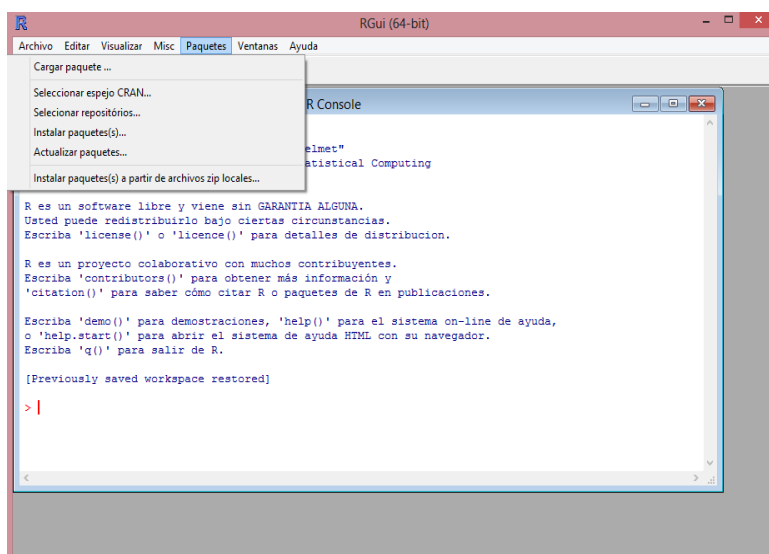 R
RGui (64-bit)
Archivo Editar Visualizar Misc Paquetes Ventanas Ayuda
Cargar paquete ...
Seleccionar espejo CRAN...
Selecionar repositórios...
Instalar paquetes(s)...
Actualizar paquetes...
Instalar paquetes(s) a partir de archivos zip locales...
R Console
elmet"
atistical Computing
R es un software libre y viene sin GARANTIA ALGUNA.
Usted puede redistribuirlo bajo ciertas circunstancias.
Escriba 'license()' o 'licence()' para detalles de distribucion.
R es un proyecto colaborativo con muchos contribuyentes.
Escriba 'contributors()' para obtener más información y
'citation()' para saber cómo citar R o paquetes de R en publicaciones.
Escriba 'demo()' para demostraciones, 'help()' para el sistema on-line de ayuda,
o 'help.start()' para abrir el sistema de ayuda HTML con su navegador.
Escriba 'q()' para salir de R.
[Previously saved workspace restored]
>